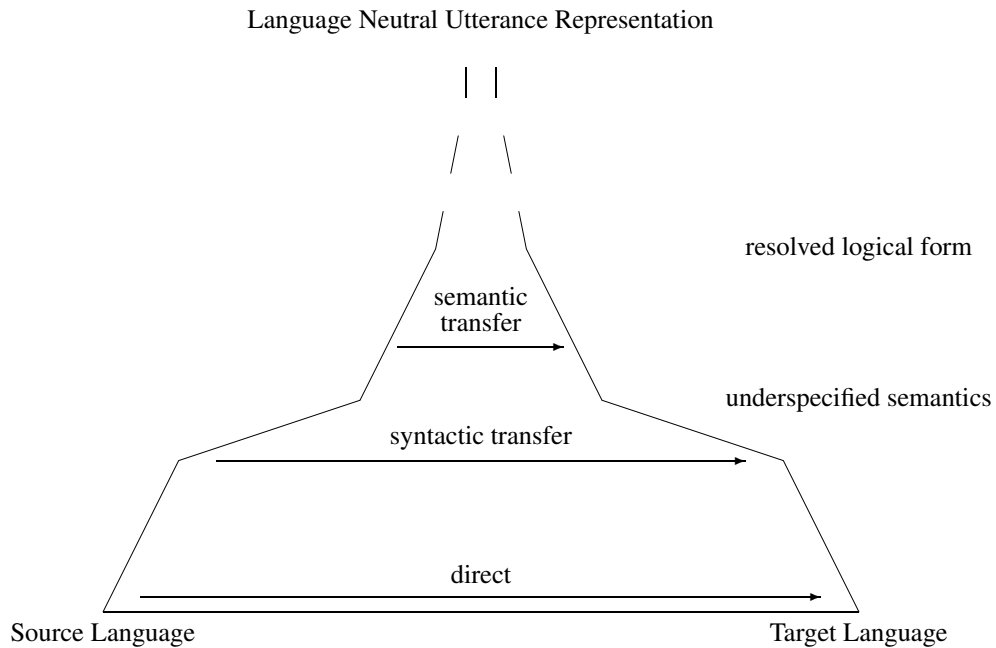 Language Neutral Utterance Representation
resolved logical form
semantic
transfer
underspecified semantics
syntactic transfer
direct
Source Language
Target Language